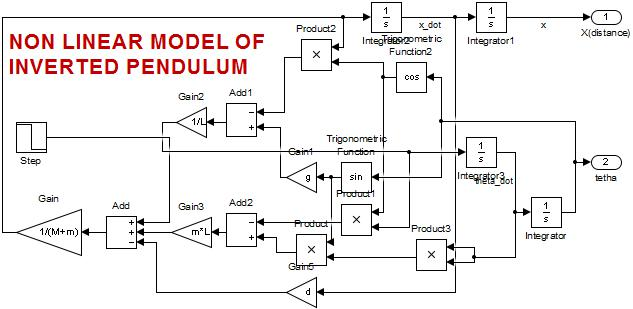 NON LINEAR MODEL OF
INVERTED PENDULUM
Product2
×
1
s
Integrator2
x_dot
1
s
Integrator1
x
1
X(distance)
Trigonometric
Function2
cos
Gain2
1/L
Add1
−
+
Step
Gain1
g
Trigonometric
Function
sin
1
s
Integrator3
theta_dot
2
tetha
Gain
1/(M+m)
Add
+
+
−
Gain3
m*L
Add2
−
+
Product
×
Product1
×
Product3
×
1
s
Integrator
Gain5
d